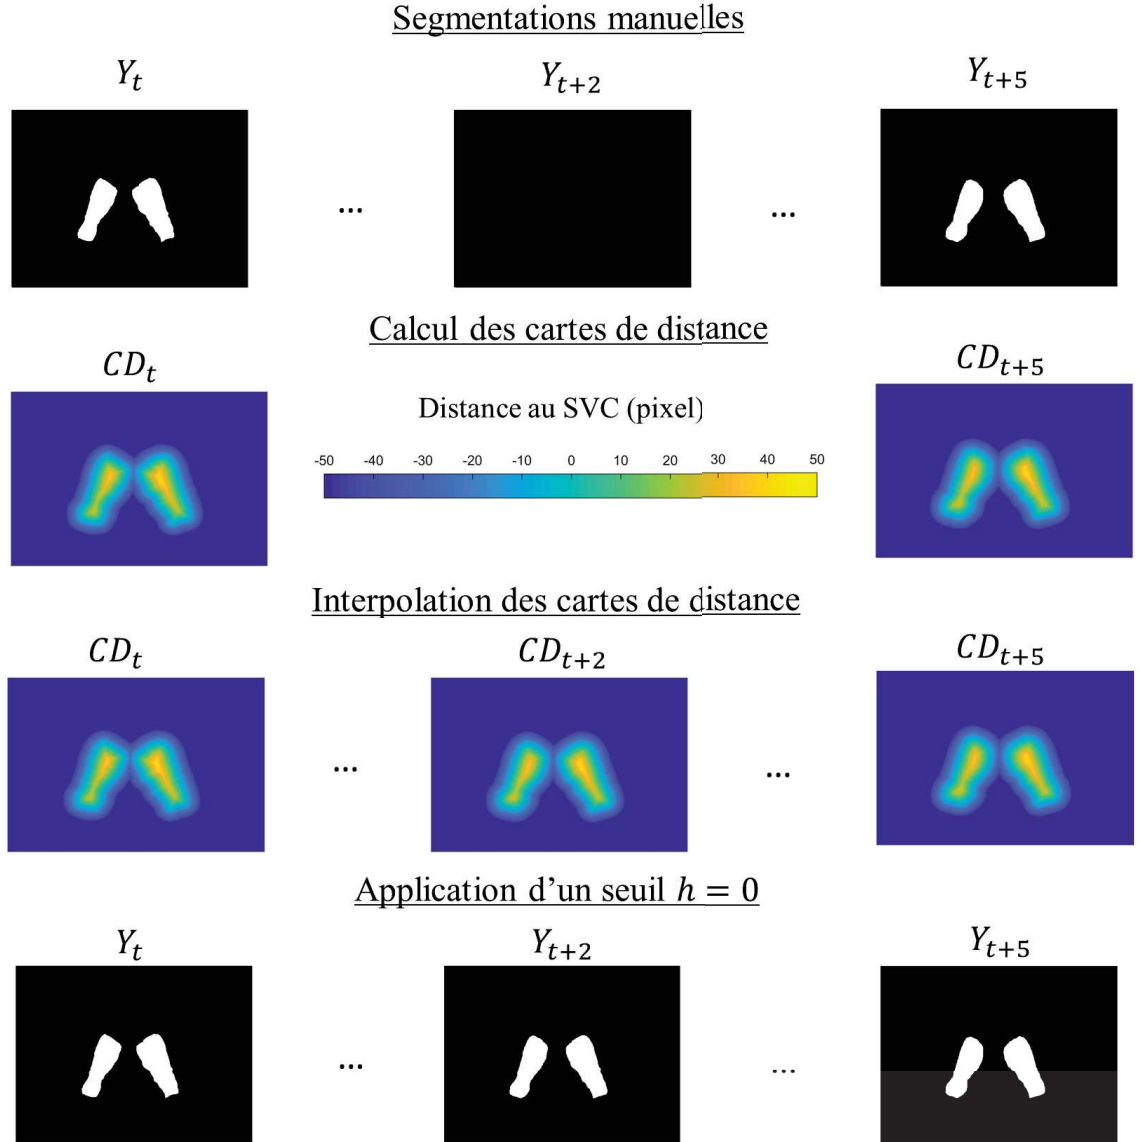 Segmentations manuelles
Y_t Y_{t+2} Y_{t+5}
... ...
Calcul des cartes de distance
CD_t CD_{t+5}
Distance au SVC (pixel)
-50 -40 -30 -20 -10 0 10 20 30 40 50
Interpolation des cartes de distance
CD_t CD_{t+2} CD_{t+5}
... ...
Application d'un seuil h = 0
Y_t Y_{t+2} Y_{t+5}
... ...